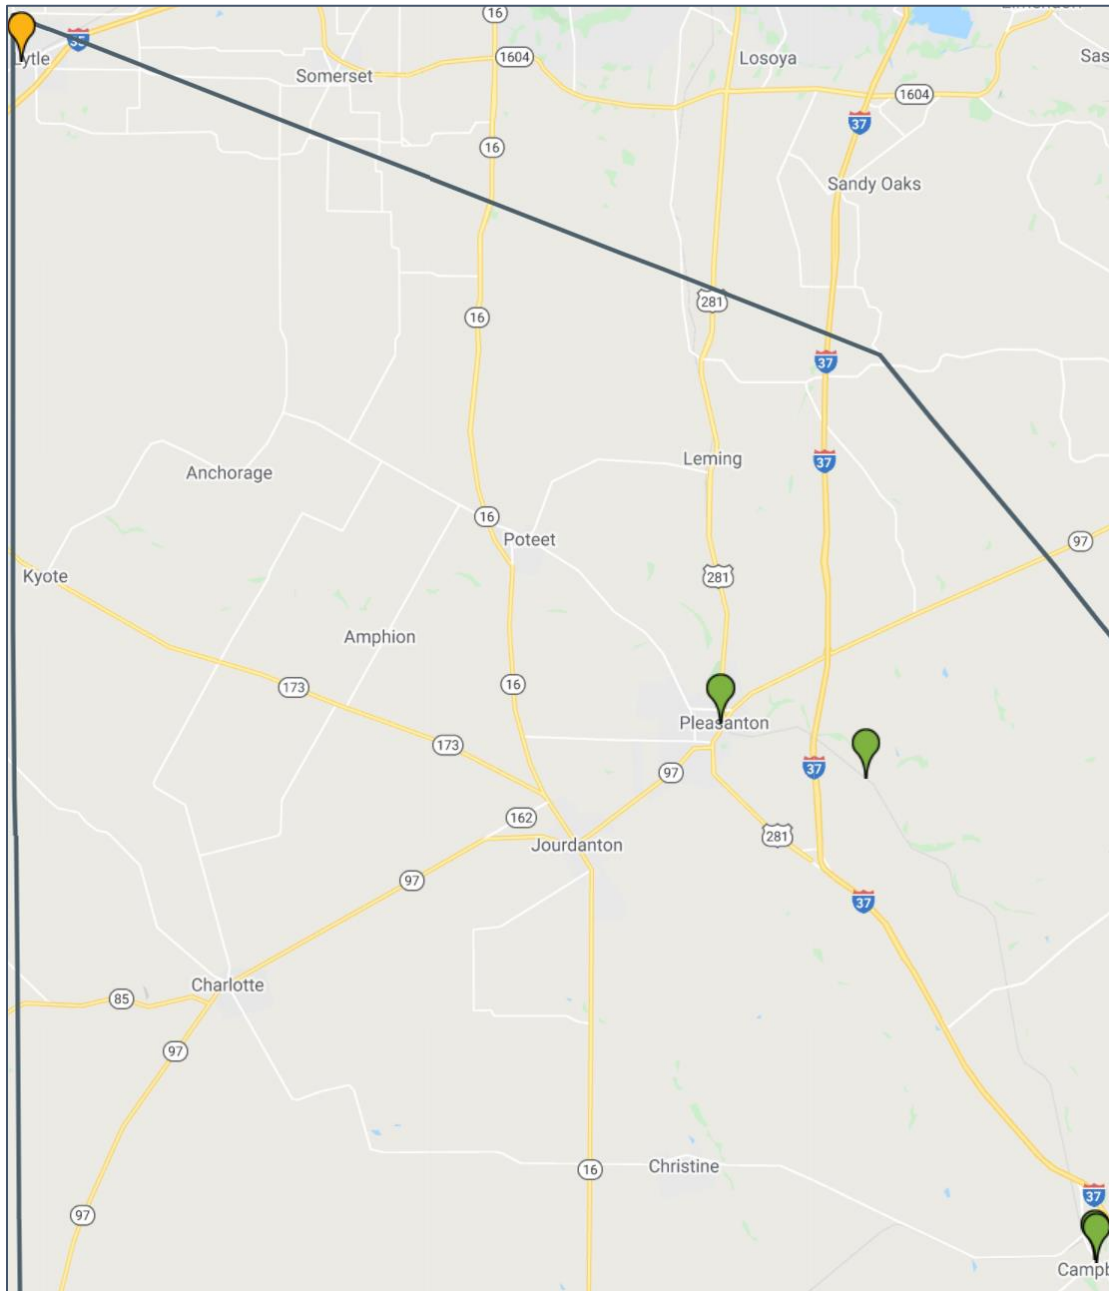 16
35
Lytle
Somerset
1604
Losoya
Sas
1604
37
16
Sandy Oaks
281
16
37
Leming
37
Anchorage
16
Poteet
97
Kyote
281
Amphion
16
173
173
Pleasanton
97
37
162
281
Jourdanton
97
37
Charlotte
85
97
Christine
16
37
97
Campb